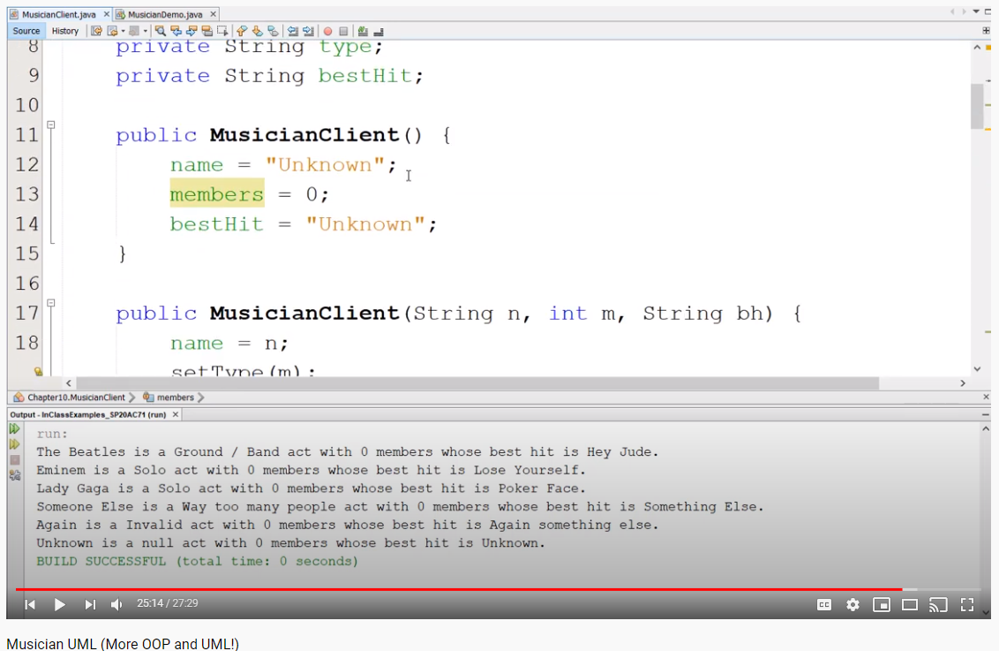 MusicianClient.java MusicianDemo.java
Source History
8 private String type;
9 private String bestHit;
10
11 public MusicianClient() {
12 name = "Unknown";
13 members = 0;
14 bestHit = "Unknown";
15 }
16
17 public MusicianClient(String n, int m, String bh) {
18 name = n;
setType(m);
Chapter10.MusicianClient members
Output - InClassExamples_SP20AC71 (run)
run:
The Beatles is a Ground / Band act with 0 members whose best hit is Hey Jude.
Eminem is a Solo act with 0 members whose best hit is Lose Yourself.
Lady Gaga is a Solo act with 0 members whose best hit is Poker Face.
Someone Else is a Way too many people act with 0 members whose best hit is Something Else.
Again is a Invalid act with 0 members whose best hit is Again something else.
Unknown is a null act with 0 members whose best hit is Unknown.
BUILD SUCCESSFUL (total time: 0 seconds)
25:14 / 27:29 CC
Musician UML (More OOP and UML!)